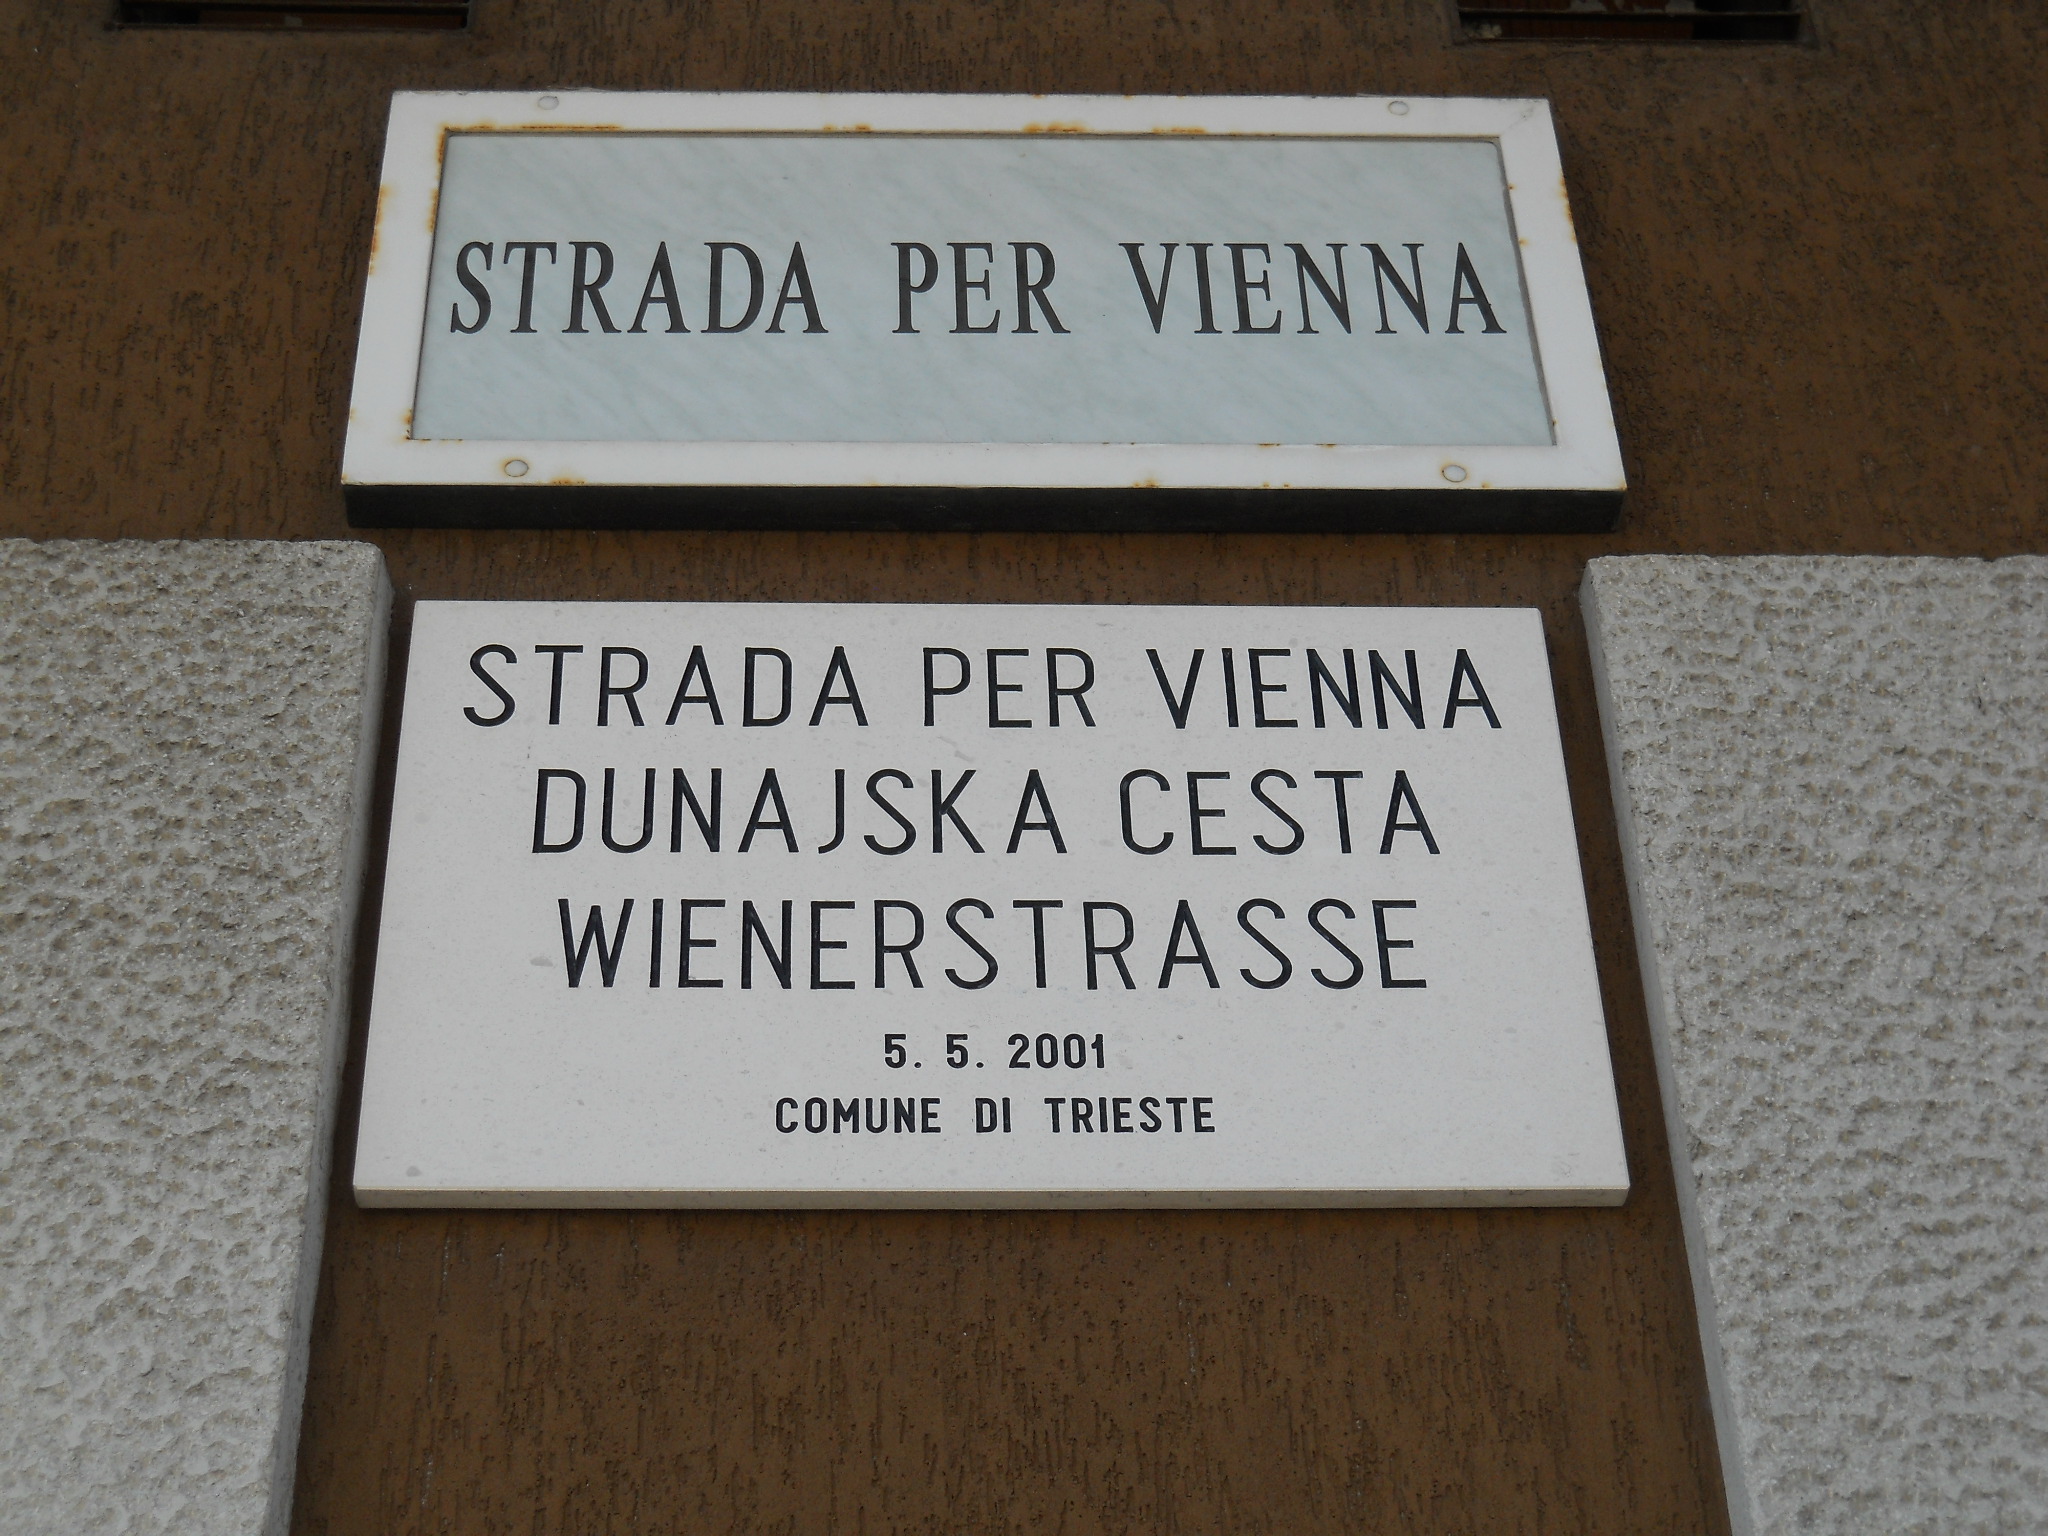 STRADA PER VIENNA
STRADA PER VIENNA
DUNAJSKA CESTA
WIENERSTRASSE
5. 5. 2001
COMUNE DI TRIESTE